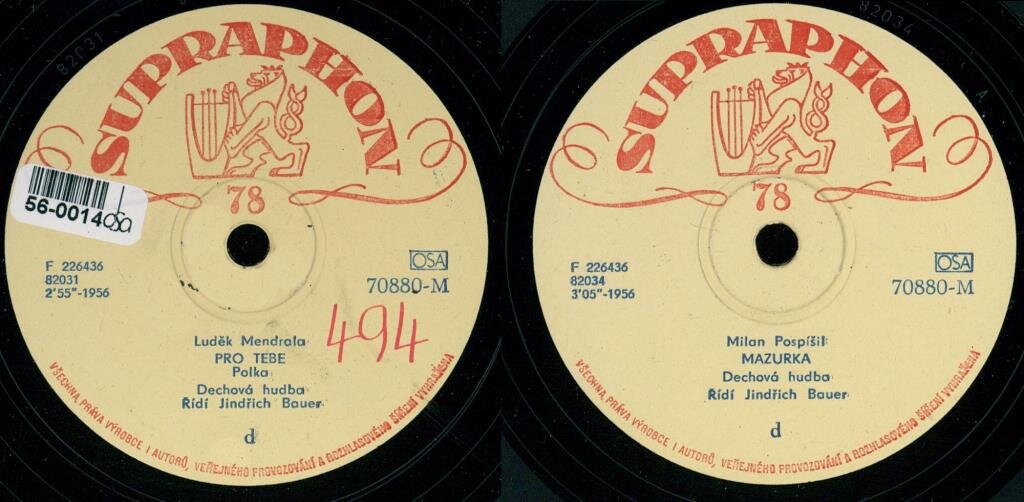 82031
SUPRAPHON
78
56-0014 osa
F 226436
82031
2'55"-1956
OSA
70880-M
494
Luděk Mendrala
PRO TEBE
Polka
Dechová hudba
Řídí Jindřich Bauer
d
VŠECHNA PRÁVA VÝROBCE I AUTORŮ, VEŘEJNÉHO PROVOZOVÁNÍ A ROZHLASOVÉHO ŠÍŘENÍ VYHRAŽENA
82034
A
SUPRAPHON
78
F 226436
82034
3'05"-1956
OSA
70880-M
Milan Pospíšil
MAZURKA
Dechová hudba
Řídí Jindřich Bauer
d
VŠECHNA PRÁVA VÝROBCE I AUTORŮ, VEŘEJNÉHO PROVOZOVÁNÍ A ROZHLASOVÉHO ŠÍŘENÍ VYHRAŽENA